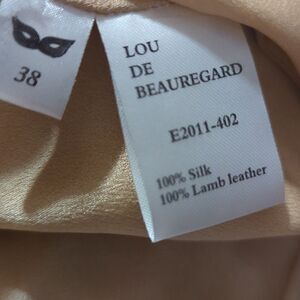 38
LOU
DE
BEAUREGARD
E2011-402
100% Silk
100% Lamb leather